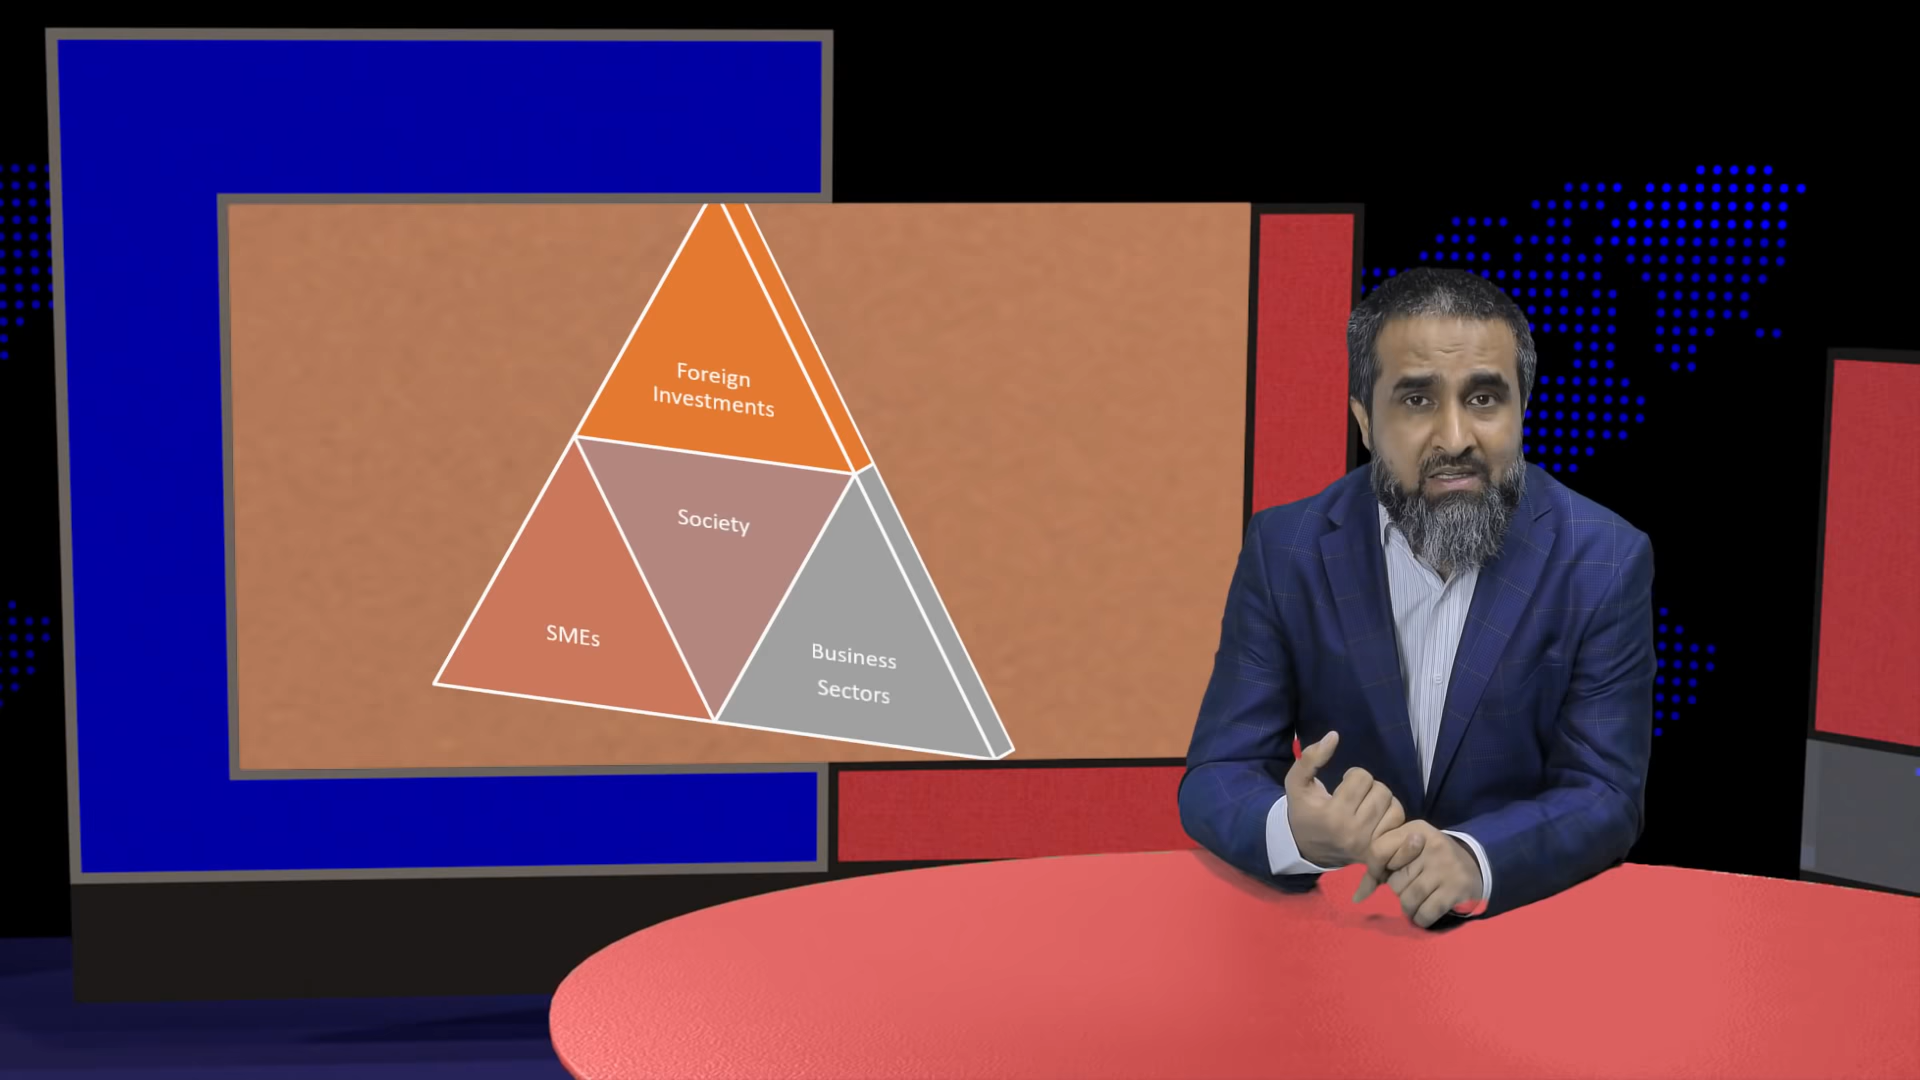 Foreign
Investments
Society
SMEs
Business
Sectors